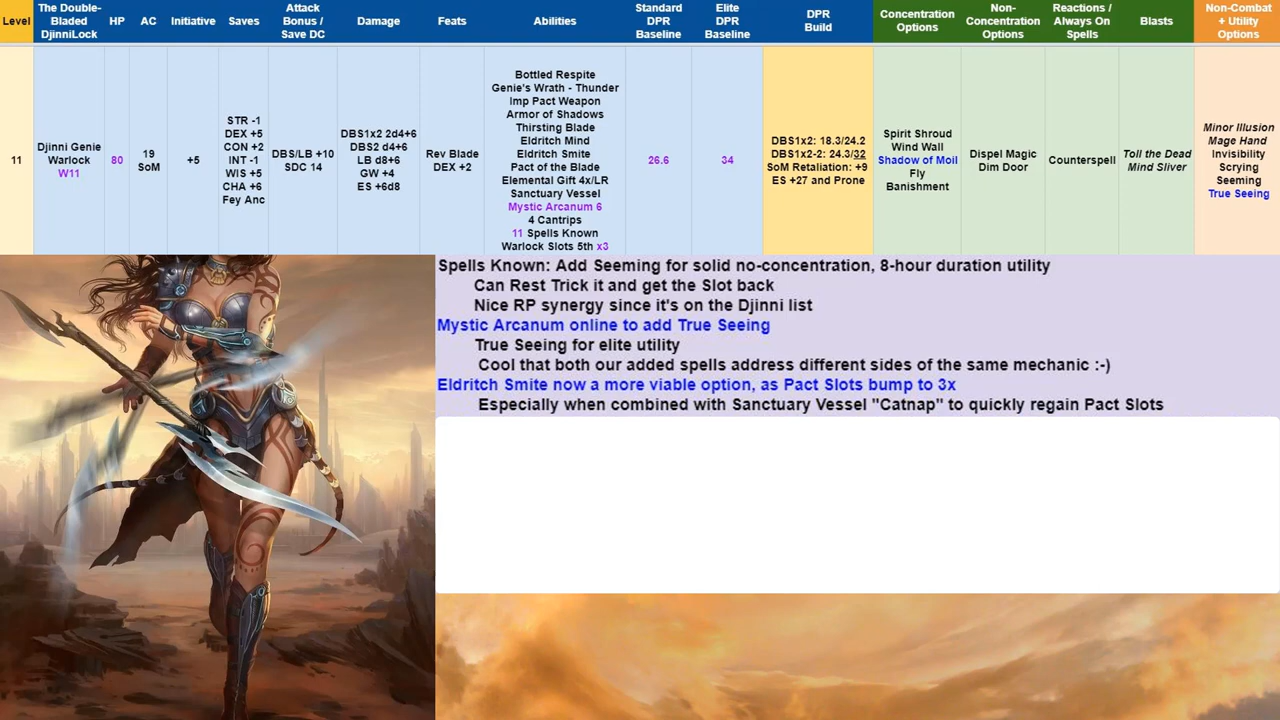 Level
The Double-
Bladed
DjinniLock
HP
AC
Initiative
Saves
Attack
Bonus /
Save DC
Damage
Feats
Abilities
Standard
DPR
Baseline
Elite
DPR
Baseline
DPR
Build
Concentration
Options
Non-
Concentration
Options
Reactions /
Always On
Spells
Blasts
Non-Combat
+ Utility
Options
11
Djinni Genie
Warlock
W11
80
19
SoM
+5
STR -1
DEX +5
CON +2
INT -1
WIS +5
CHA +6
Fey Anc
DBS/LB +10
SDC 14
DBS1x2 2d4+6
DBS2 d4+6
LB d8+6
GW +4
ES +6d8
Rev Blade
DEX +2
Bottled Respite
Genie's Wrath - Thunder
Imp Pact Weapon
Armor of Shadows
Thirsting Blade
Eldritch Mind
Eldritch Smite
Pact of the Blade
Elemental Gift 4x/LR
Sanctuary Vessel
Mystic Arcanum 6
4 Cantrips
11 Spells Known
Warlock Slots 5th x3
26.6
34
DBS1x2: 18.3/24.2
DBS1x2-2: 24.3/32
SoM Retaliation: +9
ES +27 and Prone
Spirit Shroud
Wind Wall
Shadow of Moil
Fly
Banishment
Dispel Magic
Dim Door
Counterspell
Toll the Dead
Mind Sliver
Minor Illusion
Mage Hand
Invisibility
Scrying
Seeming
True Seeing
Spells Known: Add Seeming for solid no-concentration, 8-hour duration utility
Can Rest Trick it and get the Slot back
Nice RP synergy since it's on the Djinni list
Mystic Arcanum online to add True Seeing
True Seeing for elite utility
Cool that both our added spells address different sides of the same mechanic :-)
Eldritch Smite now a more viable option, as Pact Slots bump to 3x
Especially when combined with Sanctuary Vessel "Catnap" to quickly regain Pact Slots